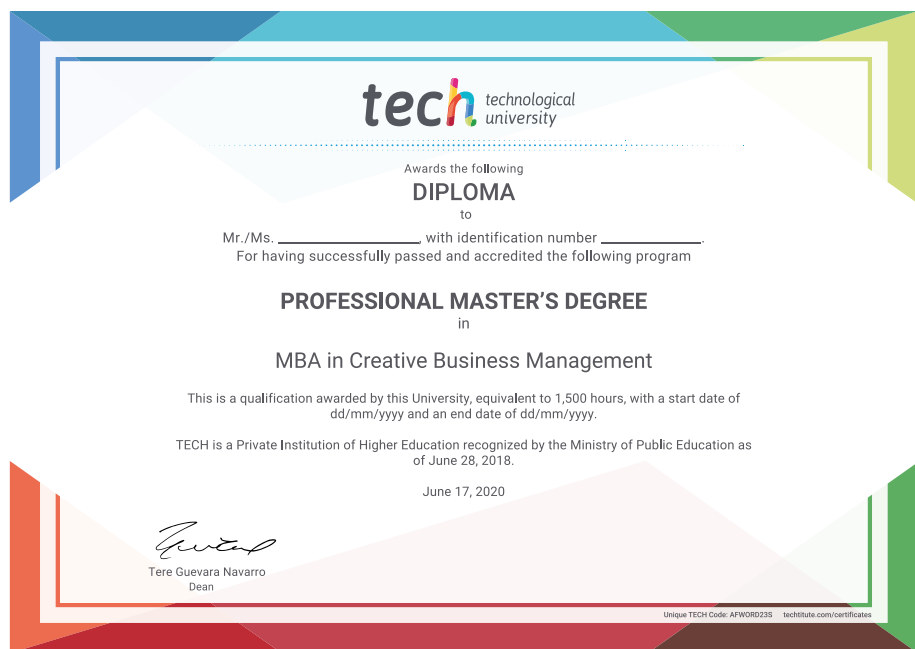 tech technological
university
Awards the following
DIPLOMA
to
Mr./Ms. ____________________, with identification number ______________.
For having successfully passed and accredited the following program
PROFESSIONAL MASTER'S DEGREE
in
MBA in Creative Business Management
This is a qualification awarded by this University, equivalent to 1,500 hours, with a start date of
dd/mm/yyyy and an end date of dd/mm/yyyy.
TECH is a Private Institution of Higher Education recognized by the Ministry of Public Education as
of June 28, 2018.
June 17, 2020
Tere Guevara Navarro
Dean
Unique TECH Code: AFWORD23S techtitute.com/certificates